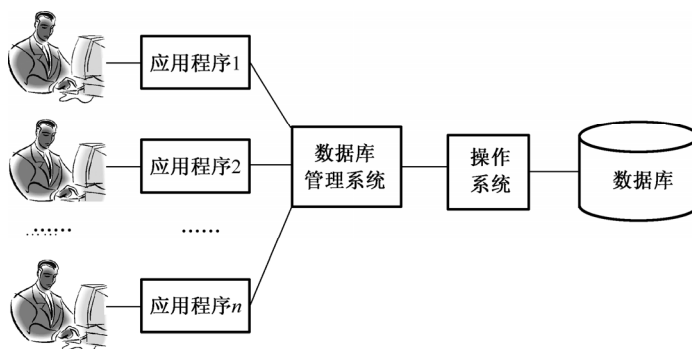 应用程序1
应用程序2
数据库
管理系统
操作
系统
数据库
...... ......
应用程序n